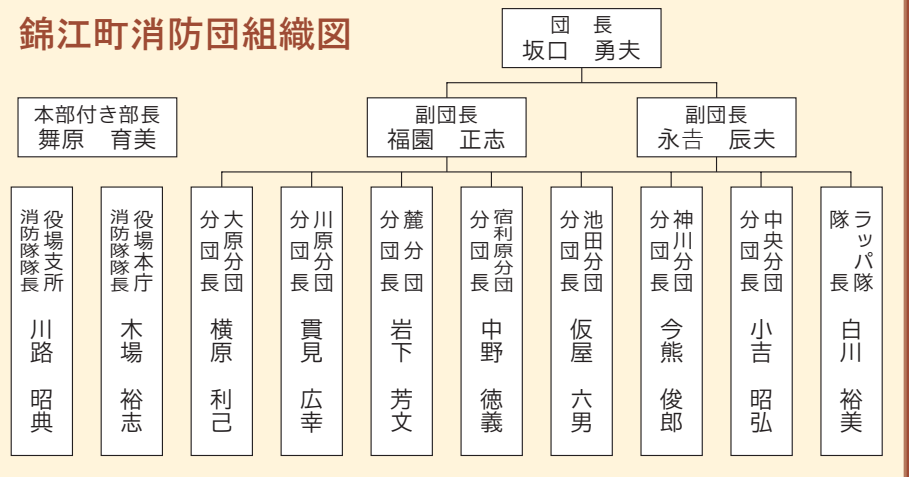 錦江町消防団組織図
団　長
坂口　勇夫
本部付き部長
舞原　育美
副団長
福園　正志
副団長
永𠮷　辰夫
ラッパ隊
隊　長
白川　裕美
中央分団
分団長
小吉　昭弘
神川分団
分団長
今熊　俊郎
池田分団
分団長
仮屋　六男
宿利原分団
分団長
中野　徳義
麓分団
分団長
岩下　芳文
川原分団
分団長
貫見　広幸
大原分団
分団長
横原　利己
役場本庁
消防隊隊長
木場　裕志
役場支所
消防隊隊長
川路　昭典